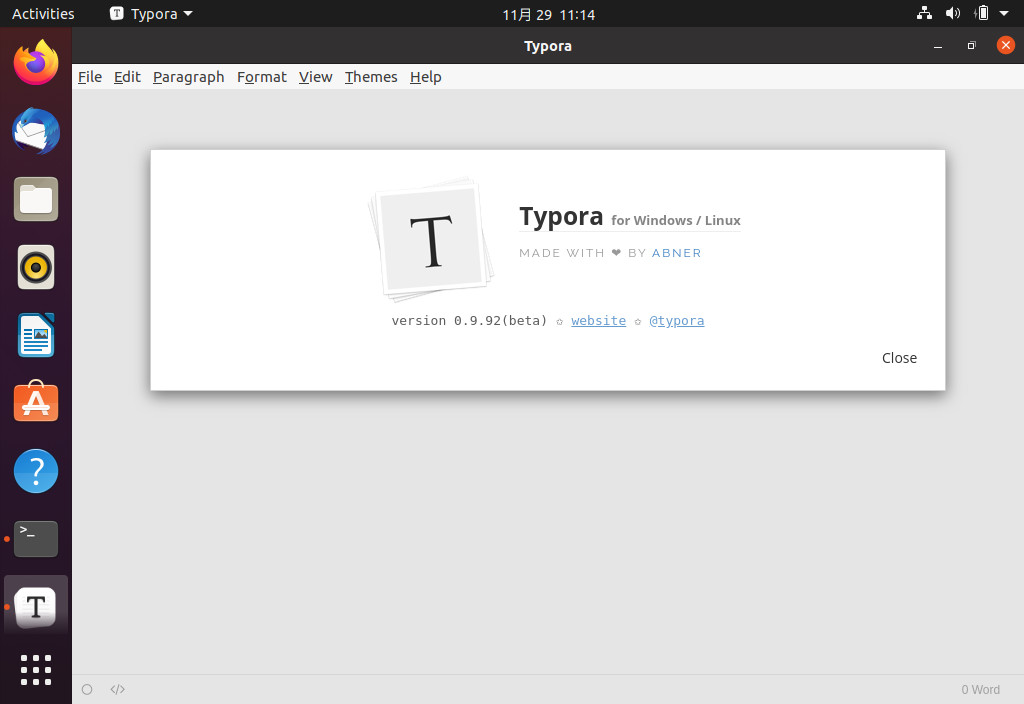 Activities
Typora
11月 29 11:14
Typora
File Edit Paragraph Format View Themes Help
T
Typora for Windows / Linux
MADE WITH ❤ BY ABNER
version 0.9.92(beta) ✩ website ✩ @typora
Close
>_
T
</> 0 Word